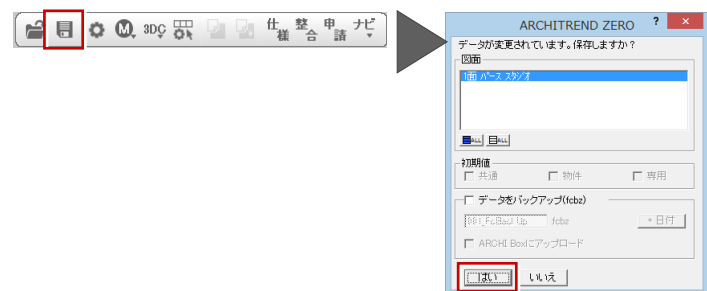 M
3DC
仕様
整合
申請
ナビ
ARCHITREND ZERO
?
×
データが変更されています。保存しますか?
図面
1面 パース スタジオ
ALL
ALL
初期値
共通
物件
専用
データをバックアップ(fcbz)
fcbz
+日付
ARCHI Boxにアップロード
はい
いいえ